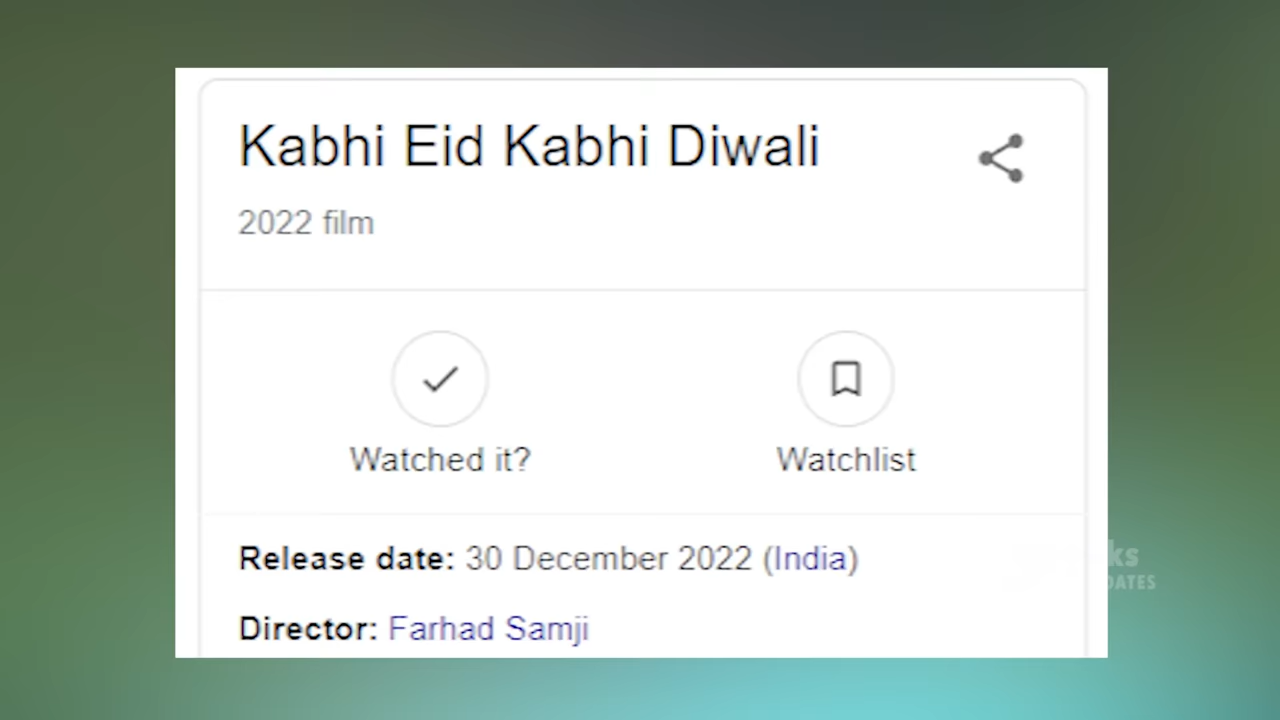 Kabhi Eid Kabhi Diwali
2022 film
Watched it?
Watchlist
Release date: 30 December 2022 (India)
Director: Farhad Samji